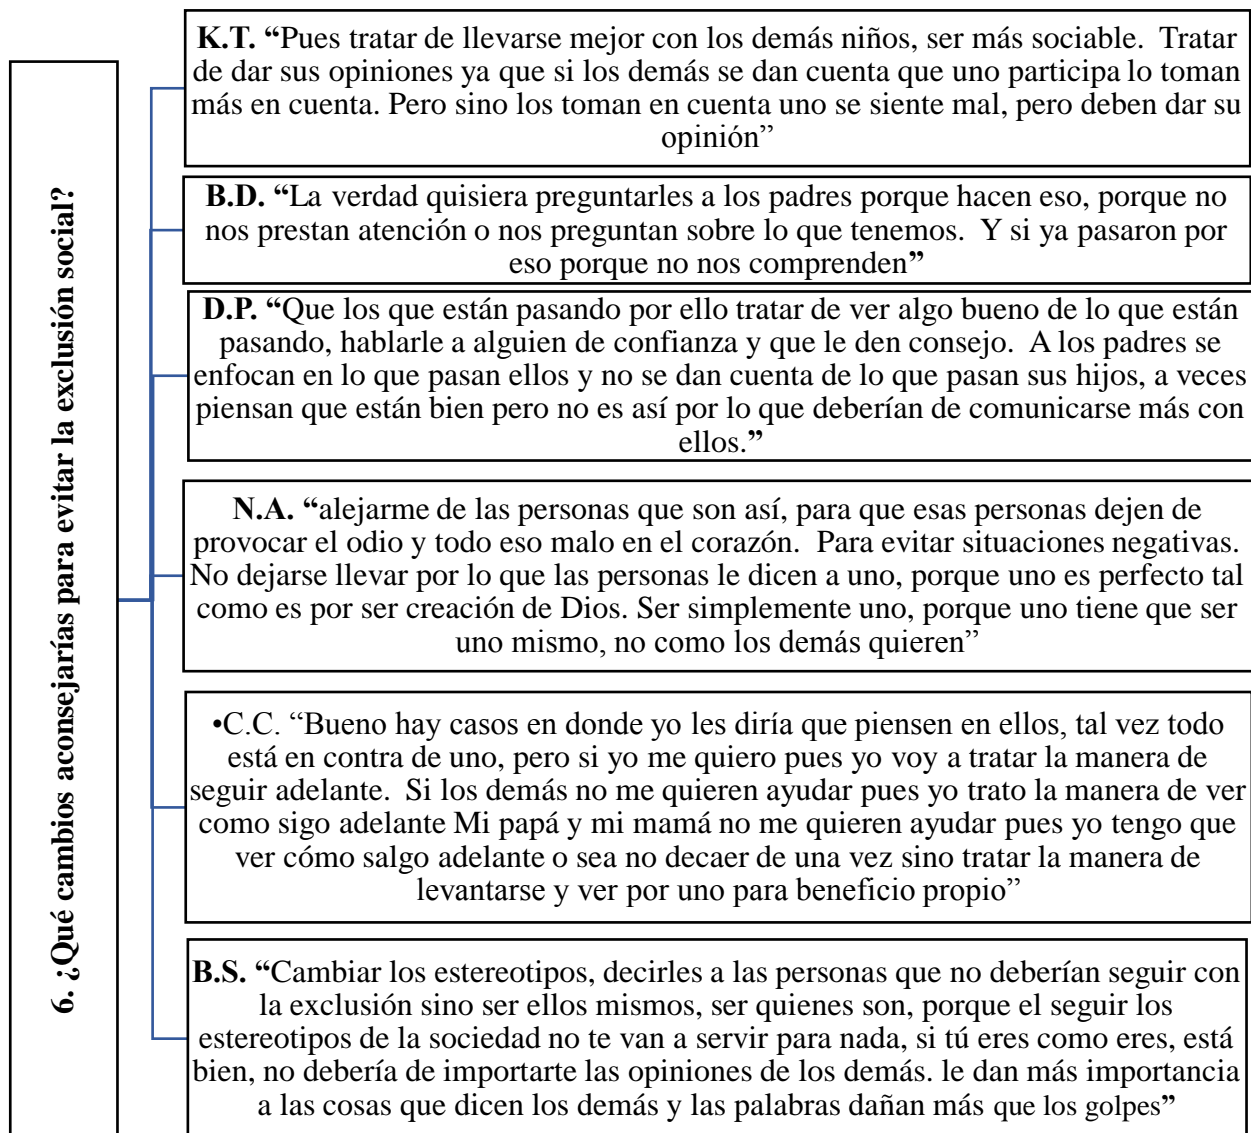 6. ¿Qué cambios aconsejarías para evitar la exclusión social?
K.T. “Pues tratar de llevarse mejor con los demás niños, ser más sociable. Tratar
de dar sus opiniones ya que si los demás se dan cuenta que uno participa lo toman
más en cuenta. Pero sino los toman en cuenta uno se siente mal, pero deben dar su
opinión”
B.D. “La verdad quisiera preguntarles a los padres porque hacen eso, porque no
nos prestan atención o nos preguntan sobre lo que tenemos. Y si ya pasaron por
eso porque no nos comprenden”
D.P. “Que los que están pasando por ello tratar de ver algo bueno de lo que están
pasando, hablarle a alguien de confianza y que le den consejo. A los padres se
enfocan en lo que pasan ellos y no se dan cuenta de lo que pasan sus hijos, a veces
piensan que están bien pero no es así por lo que deberían de comunicarse más con
ellos.”
N.A. “alejarme de las personas que son así, para que esas personas dejen de
provocar el odio y todo eso malo en el corazón. Para evitar situaciones negativas.
No dejarse llevar por lo que las personas le dicen a uno, porque uno es perfecto tal
como es por ser creación de Dios. Ser simplemente uno, porque uno tiene que ser
uno mismo, no como los demás quieren”
•C.C. “Bueno hay casos en donde yo les diría que piensen en ellos, tal vez todo
está en contra de uno, pero si yo me quiero pues yo voy a tratar la manera de
seguir adelante. Si los demás no me quieren ayudar pues yo trato la manera de ver
como sigo adelante Mi papá y mi mamá no me quieren ayudar pues yo tengo que
ver cómo salgo adelante o sea no decaer de una vez sino tratar la manera de
levantarse y ver por uno para beneficio propio”
B.S. “Cambiar los estereotipos, decirles a las personas que no deberían seguir con
la exclusión sino ser ellos mismos, ser quienes son, porque el seguir los
estereotipos de la sociedad no te van a servir para nada, si tú eres como eres, está
bien, no debería de importarte las opiniones de los demás. le dan más importancia
a las cosas que dicen los demás y las palabras dañan más que los golpes”